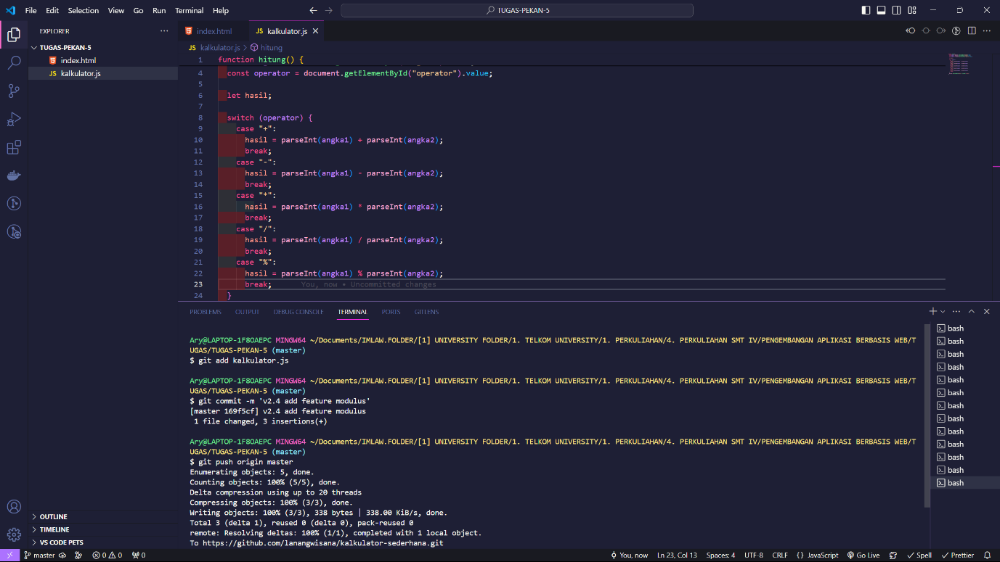 File Edit Selection View Go Run Terminal Help
TUGAS-PEKAN-5
EXPLORER
TUGAS-PEKAN-5
index.html
JS kalkulator.js
OUTLINE
TIMELINE
VS CODE PETS
index.html
JS kalkulator.js
JS kalkulator.js > hitung
1 function hitung() {
4 const operator = document.getElementById("operator").value;
5
6 let hasil;
7
8 switch (operator) {
9 case "+":
10 hasil = parseInt(angka1) + parseInt(angka2);
11 break;
12 case "-":
13 hasil = parseInt(angka1) - parseInt(angka2);
14 break;
15 case "*":
16 hasil = parseInt(angka1) * parseInt(angka2);
17 break;
18 case "/":
19 hasil = parseInt(angka1) / parseInt(angka2);
20 break;
21 case "%":
22 hasil = parseInt(angka1) % parseInt(angka2);
23 break; You, now • Uncommitted changes
24 }
PROBLEMS OUTPUT DEBUG CONSOLE TERMINAL PORTS GITLENS
Ary@LAPTOP-1F8OAEPC MINGW64 ~/Documents/IMLAW.FOLDER/[1] UNIVERSITY FOLDER/1. TELKOM UNIVERSITY/1. PERKULIAHAN/4. PERKULIAHAN SMT IV/PENGEMBANGAN APLIKASI BERBASIS WEB/T
UGAS/TUGAS-PEKAN-5 (master)
$ git add kalkulator.js
Ary@LAPTOP-1F8OAEPC MINGW64 ~/Documents/IMLAW.FOLDER/[1] UNIVERSITY FOLDER/1. TELKOM UNIVERSITY/1. PERKULIAHAN/4. PERKULIAHAN SMT IV/PENGEMBANGAN APLIKASI BERBASIS WEB/T
UGAS/TUGAS-PEKAN-5 (master)
$ git commit -m 'v2.4 add feature modulus'
[master 169f5cf] v2.4 add feature modulus
1 file changed, 3 insertions(+)
Ary@LAPTOP-1F8OAEPC MINGW64 ~/Documents/IMLAW.FOLDER/[1] UNIVERSITY FOLDER/1. TELKOM UNIVERSITY/1. PERKULIAHAN/4. PERKULIAHAN SMT IV/PENGEMBANGAN APLIKASI BERBASIS WEB/T
UGAS/TUGAS-PEKAN-5 (master)
$ git push origin master
Enumerating objects: 5, done.
Counting objects: 100% (5/5), done.
Delta compression using up to 20 threads
Compressing objects: 100% (3/3), done.
Writing objects: 100% (3/3), 338 bytes | 338.00 KiB/s, done.
Total 3 (delta 1), reused 0 (delta 0), pack-reused 0
remote: Resolving deltas: 100% (1/1), completed with 1 local object.
To https://github.com/lanangwisana/kalkulator-sederhana.git
bash
bash
bash
bash
bash
bash
bash
bash
bash
bash
bash
bash
bash
master 0 0 0 You, now Ln 23, Col 13 Spaces: 4 UTF-8 CRLF {} JavaScript Go Live Spell Prettier